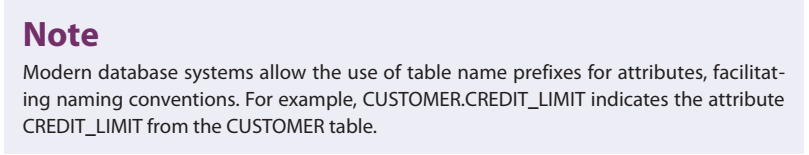 Note
Modern database systems allow the use of table name prefixes for attributes, facilitat-
ing naming conventions. For example, CUSTOMER.CREDIT_LIMIT indicates the attribute
CREDIT_LIMIT from the CUSTOMER table.